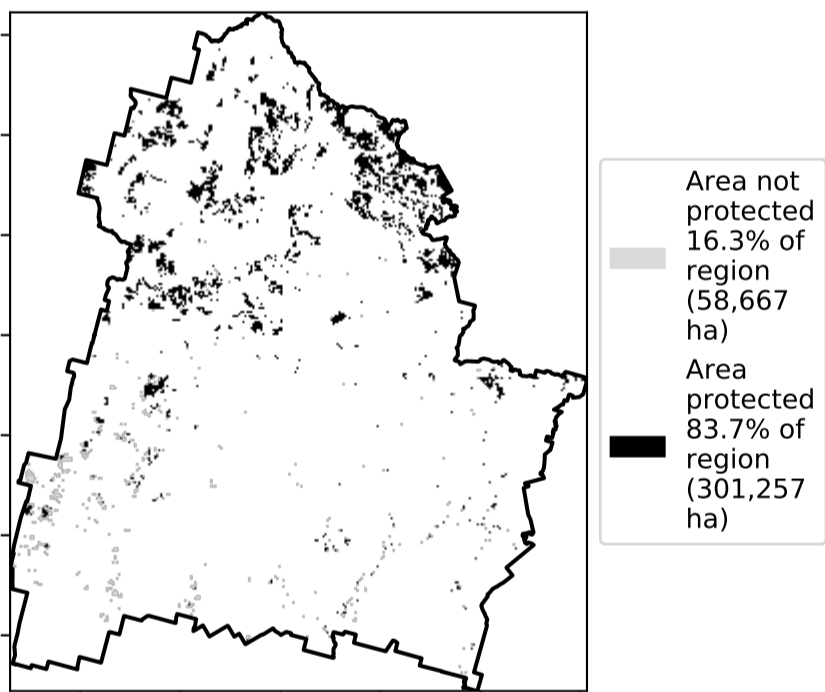 Area not
protected
16.3% of
region
(58,667
ha)
Area
protected
83.7% of
region
(301,257
ha)